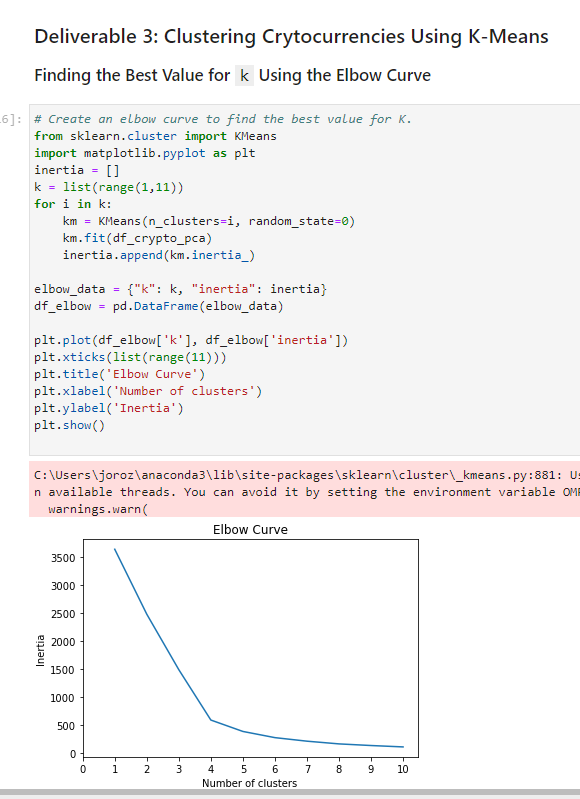 Deliverable 3: Clustering Crytocurrencies Using K-Means
Finding the Best Value for k Using the Elbow Curve
6]:
# Create an elbow curve to find the best value for K.
from sklearn.cluster import KMeans
import matplotlib.pyplot as plt
inertia = []
k = list(range(1,11))
for i in k:
    km = KMeans(n_clusters=i, random_state=0)
    km.fit(df_crypto_pca)
    inertia.append(km.inertia_)
elbow_data = {"k": k, "inertia": inertia}
df_elbow = pd.DataFrame(elbow_data)
plt.plot(df_elbow['k'], df_elbow['inertia'])
plt.xticks(list(range(11)))
plt.title('Elbow Curve')
plt.xlabel('Number of clusters')
plt.ylabel('Inertia')
plt.show()
C:\Users\joroz\anaconda3\lib\site-packages\sklearn\cluster\_kmeans.py:881: Us
n available threads. You can avoid it by setting the environment variable OM
  warnings.warn(
Elbow Curve
3500
3000
2500
2000
1500
1000
500
0
Inertia
0 1 2 3 4 5 6 7 8 9 10
Number of clusters